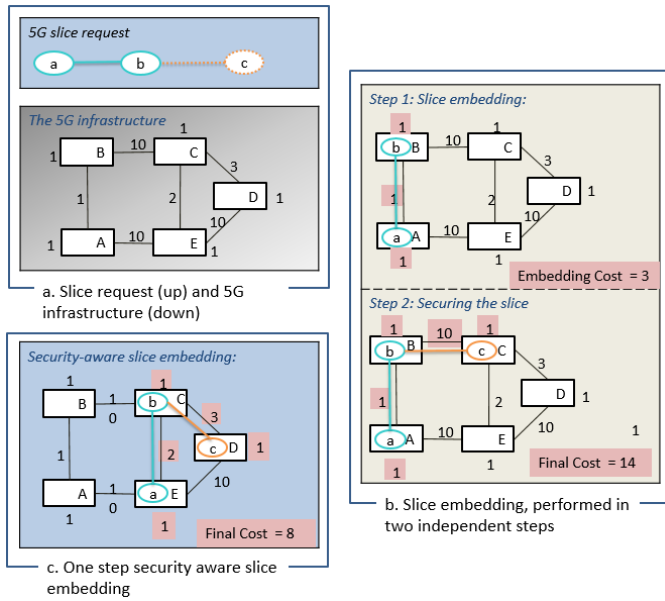 5G slice request
a b c
The 5G infrastructure
1
1 B 10 C
3
1 2 D 1
10
1 A 10 E
1
a. Slice request (up) and 5G
infrastructure (down)
Security-aware slice embedding:
1 1
B 1 b C
0 3
1 2 c D 1
A 1 a E 10
0
1 1
Final Cost = 8
c. One step security aware slice
embedding
Step 1: Slice embedding:
1 1
b B 10 C
3
1 2 D 1
10
a A 10 E
1 1
Embedding Cost = 3
Step 2: Securing the slice
1 10 1
b B c C
3
1 2 D 1
10
a A 10 E 1
1 1
Final Cost = 14
b. Slice embedding, performed in
two independent steps